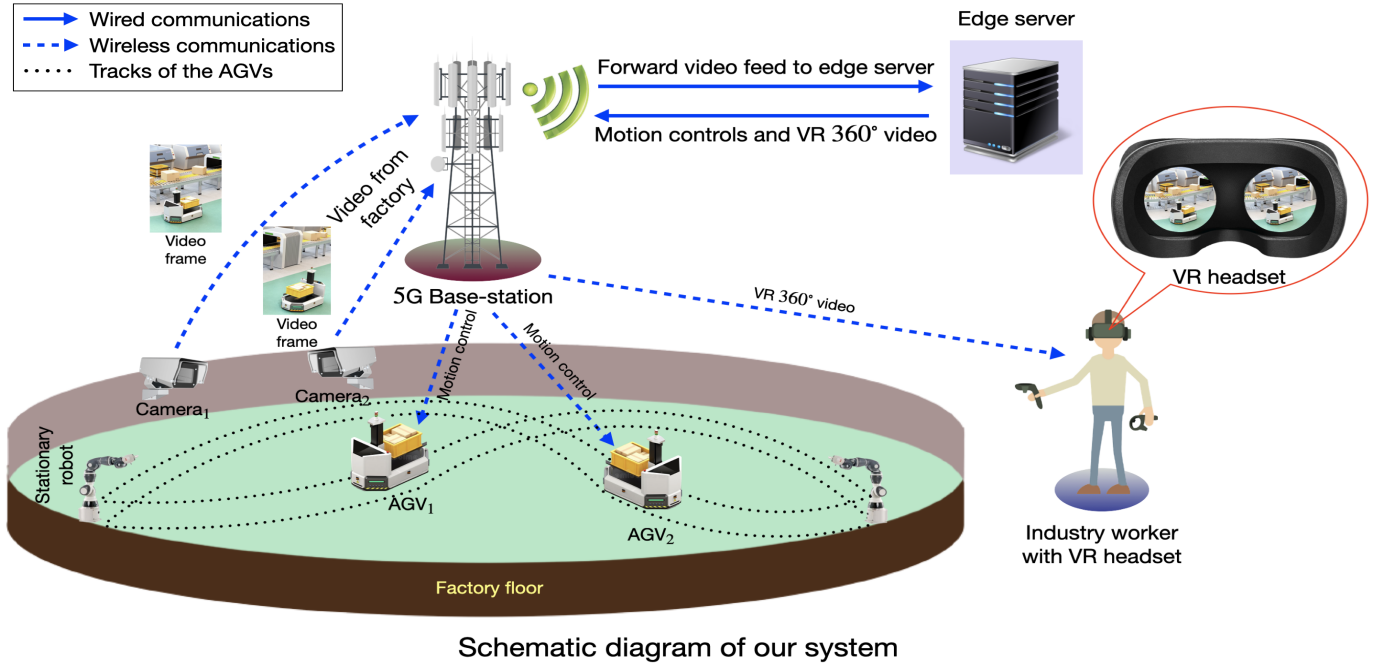 Wired communications
Wireless communications
Tracks of the AGVs
Edge server
Forward video feed to edge server
Motion controls and VR 360° video
Video from
factory
Video
frame
Video
frame
5G Base-station
VR 360° video
VR headset
Motion control
Motion control
Camera₁
Camera₂
Stationary
robot
AGV₁
AGV₂
Industry worker
with VR headset
Factory floor
Schematic diagram of our system